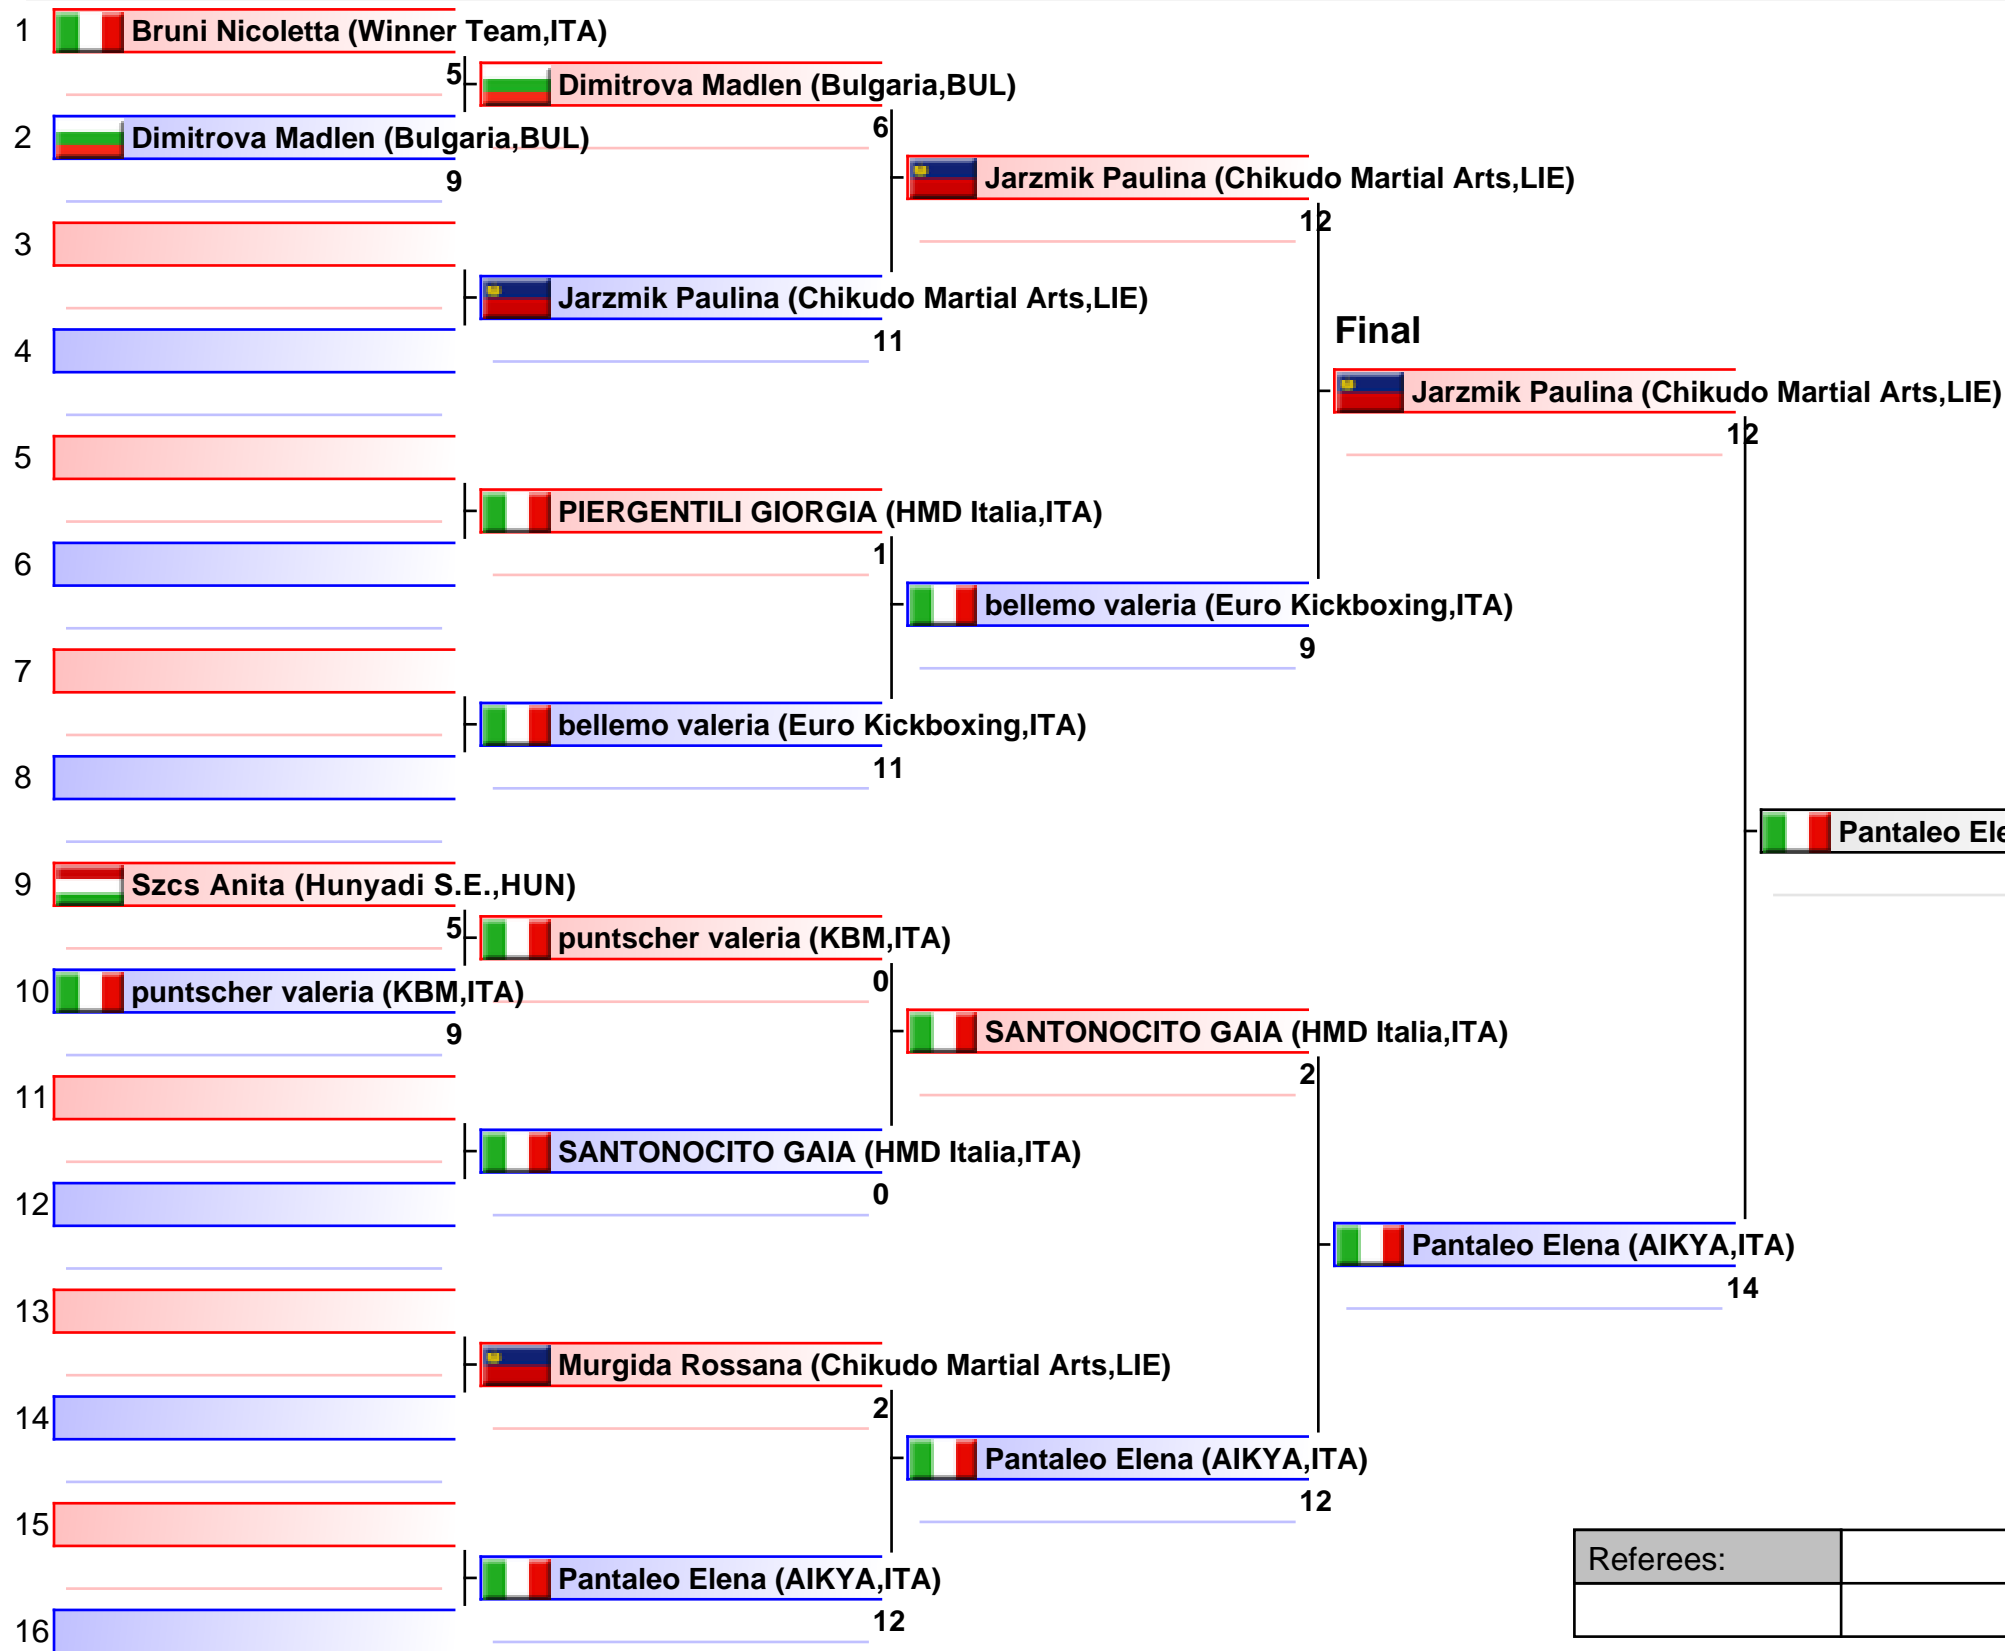 1 Bruni Nicoletta (Winner Team,ITA)
5
Dimitrova Madlen (Bulgaria,BUL)
6
2 Dimitrova Madlen (Bulgaria,BUL)
9
Jarzmik Paulina (Chikudo Martial Arts,LIE)
12
3
Jarzmik Paulina (Chikudo Martial Arts,LIE)
11
4
Final
Jarzmik Paulina (Chikudo Martial Arts,LIE)
12
5
PIERGENTILI GIORGIA (HMD Italia,ITA)
1
6
bellemo valeria (Euro Kickboxing,ITA)
9
7
bellemo valeria (Euro Kickboxing,ITA)
11
8
Pantaleo Ele
9 Szcs Anita (Hunyadi S.E.,HUN)
5
puntscher valeria (KBM,ITA)
0
10 puntscher valeria (KBM,ITA)
9
SANTONOCITO GAIA (HMD Italia,ITA)
2
11
SANTONOCITO GAIA (HMD Italia,ITA)
0
12
Pantaleo Elena (AIKYA,ITA)
14
13
Murgida Rossana (Chikudo Martial Arts,LIE)
2
14
Pantaleo Elena (AIKYA,ITA)
12
15
Pantaleo Elena (AIKYA,ITA)
12
16
Referees: